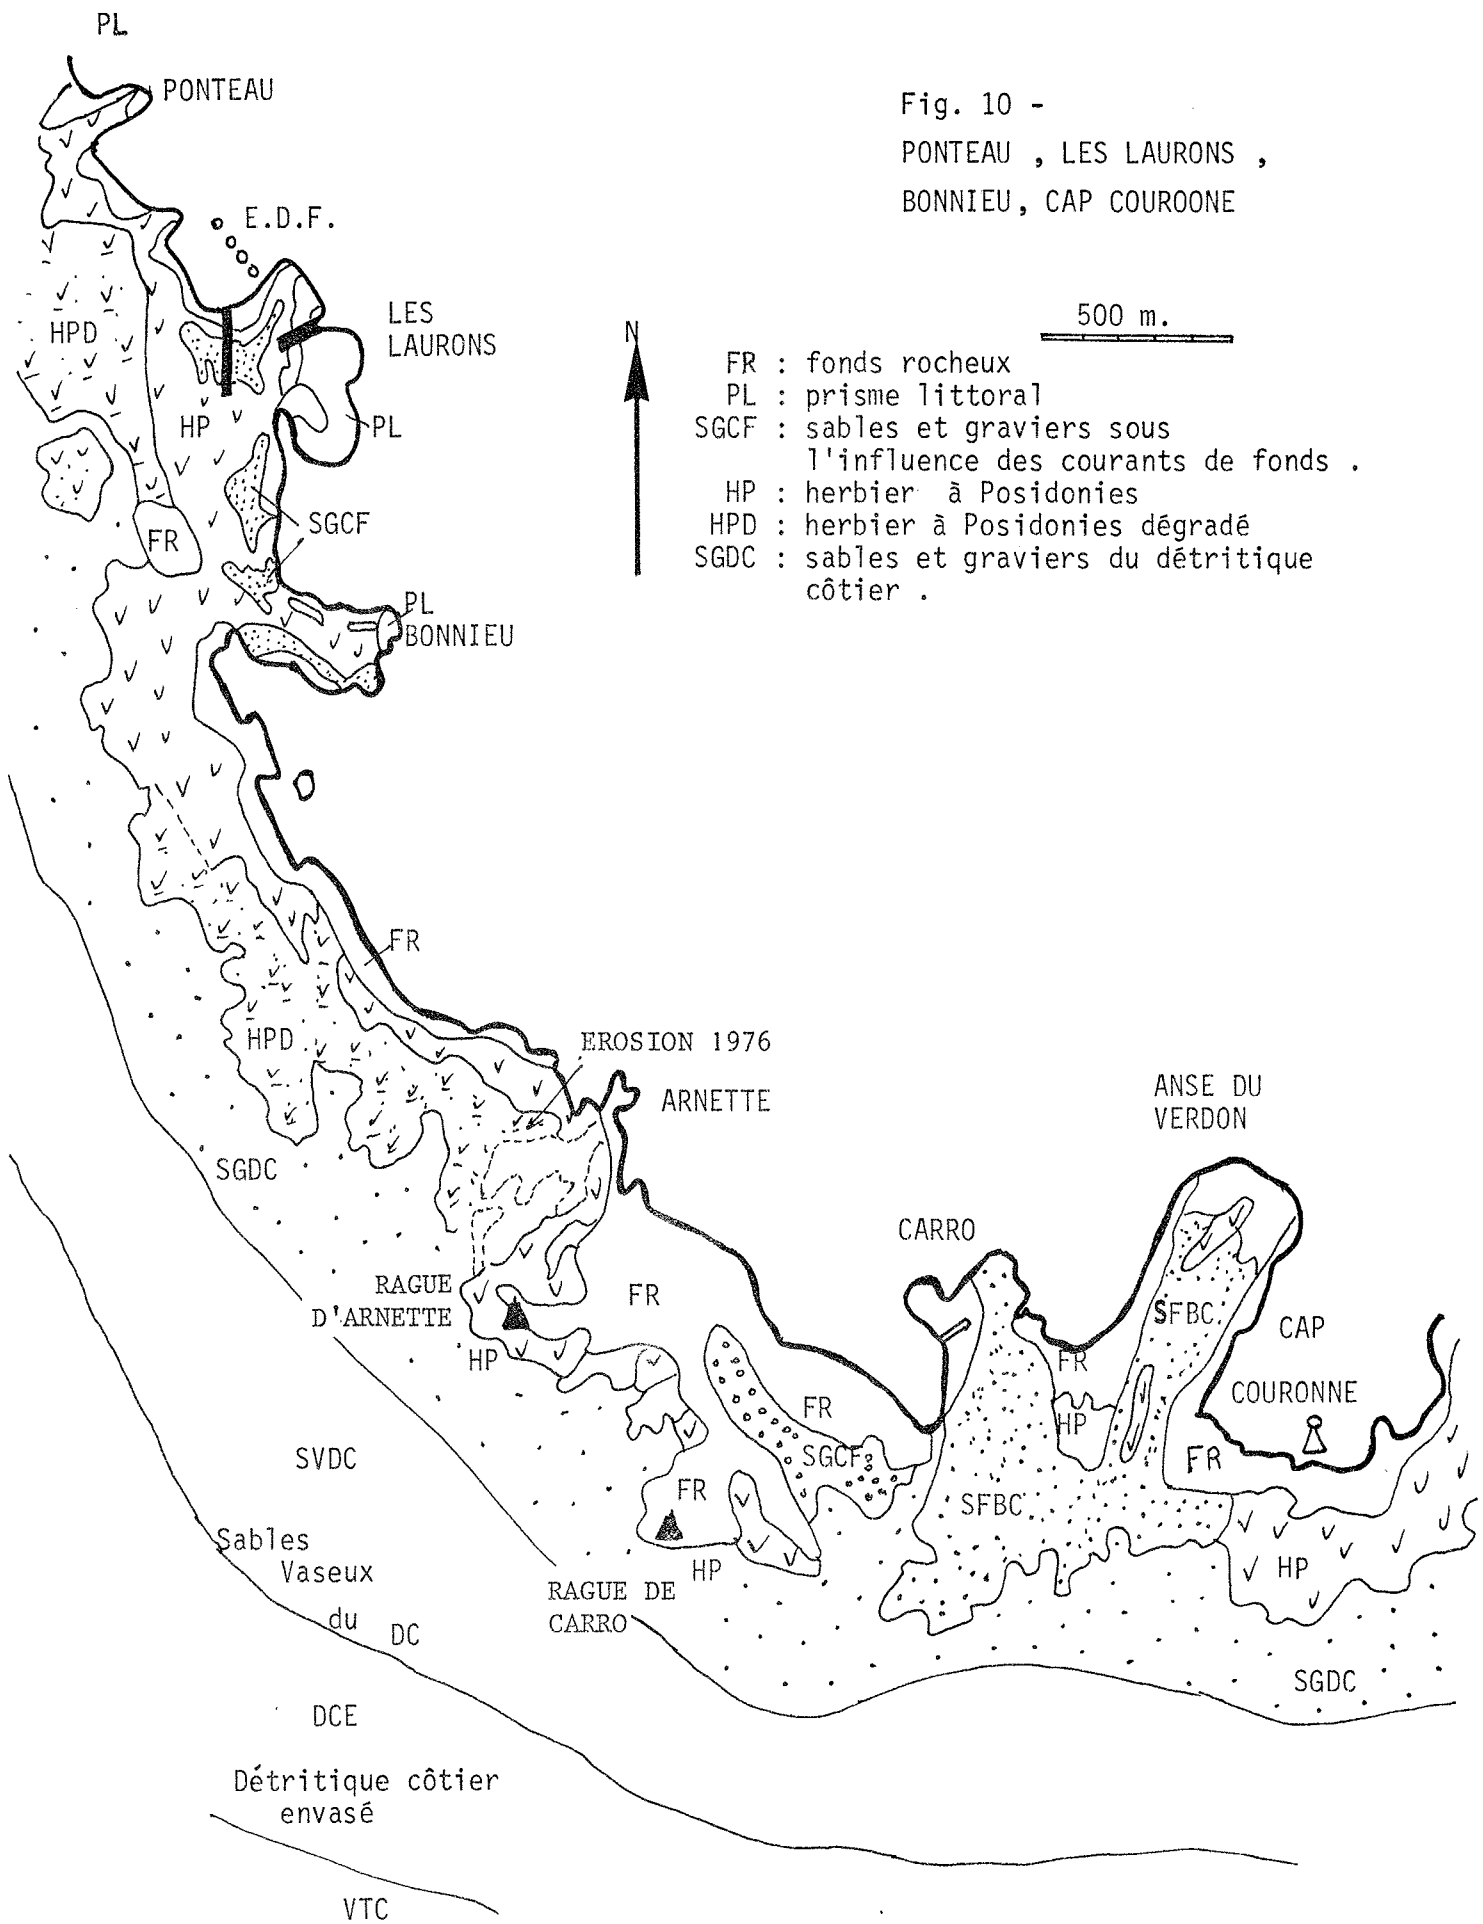 PL
PONTEAU
Fig. 10 -
PONTEAU , LES LAURONS ,
BONNIEU, CAP COUROONE
E.D.F.
LES
LAURONS
500 m.
N
FR : fonds rocheux
PL : prisme littoral
SGCF : sables et graviers sous
l'influence des courants de fonds .
HP : herbier à Posidonies
HPD : herbier à Posidonies dégradé
SGDC : sables et graviers du détritique
côtier .
HPD
HP
PL
SGCF
FR
PL
BONNIEU
FR
HPD
EROSION 1976
ARNETTE
ANSE DU
VERDON
SGDC
CARRO
RAGUE
D'ARNETTE
FR
HP
SFBC
CAP
COURONNE
FR
HP
FR
FR
SGCF
SVDC
FR
SFBC
Sables
Vaseux
du
DC
HP
HP
RAGUE DE
CARRO
SGDC
DCE
Détritique côtier
envasé
VTC